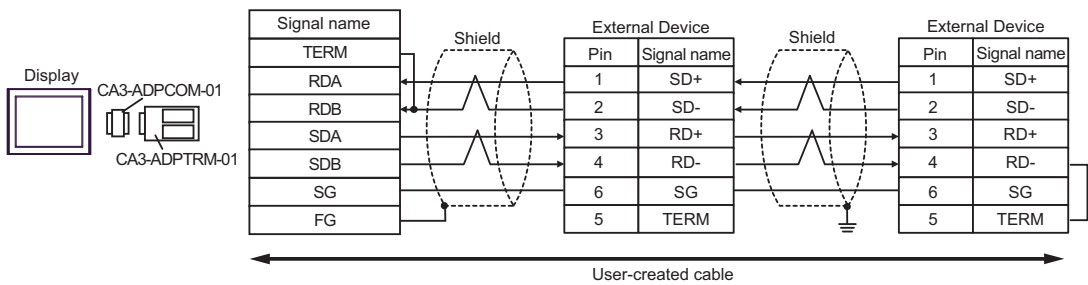 Display
CA3-ADPCOM-01
CA3-ADPTRM-01
Signal name
TERM
RDA
RDB
SDA
SDB
SG
FG
Shield
External Device
Pin Signal name
1 SD+
2 SD-
3 RD+
4 RD-
6 SG
5 TERM
Shield
External Device
Pin Signal name
1 SD+
2 SD-
3 RD+
4 RD-
6 SG
5 TERM
User-created cable